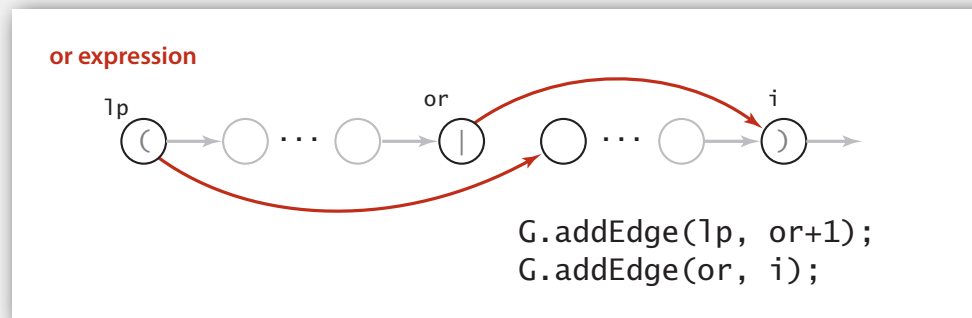 or expression
lp or i
( ... | ... )
G.addEdge(lp, or+1);
G.addEdge(or, i);